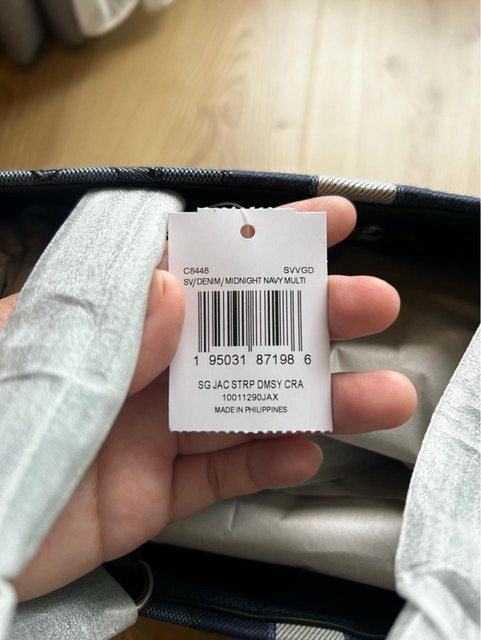 C8448 SVVGD
SV/DENIM/MIDNIGHT NAVY MULTI
1 95031 87198 6
SG JAC STRP DMSY CRA
10011290JAX
MADE IN PHILIPPINES